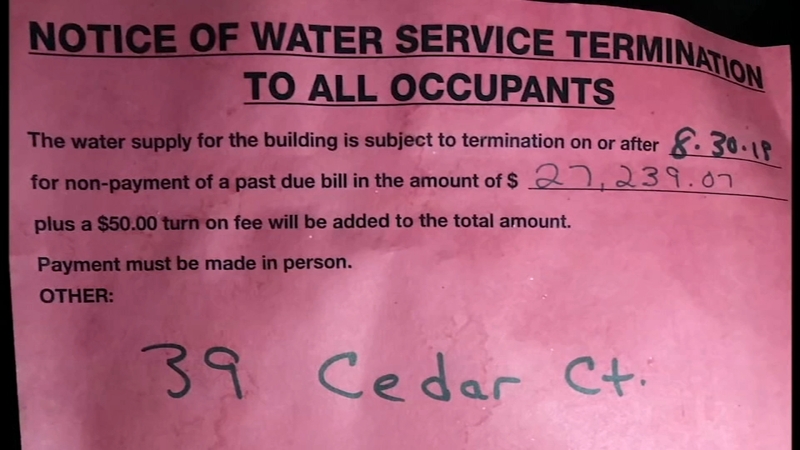 NOTICE OF WATER SERVICE TERMINATION
TO ALL OCCUPANTS
The water supply for the building is subject to termination on or after 8.30.18
for non-payment of a past due bill in the amount of $ 27,239.07
plus a $50.00 turn on fee will be added to the total amount.
Payment must be made in person.
OTHER:
39 Cedar Ct.